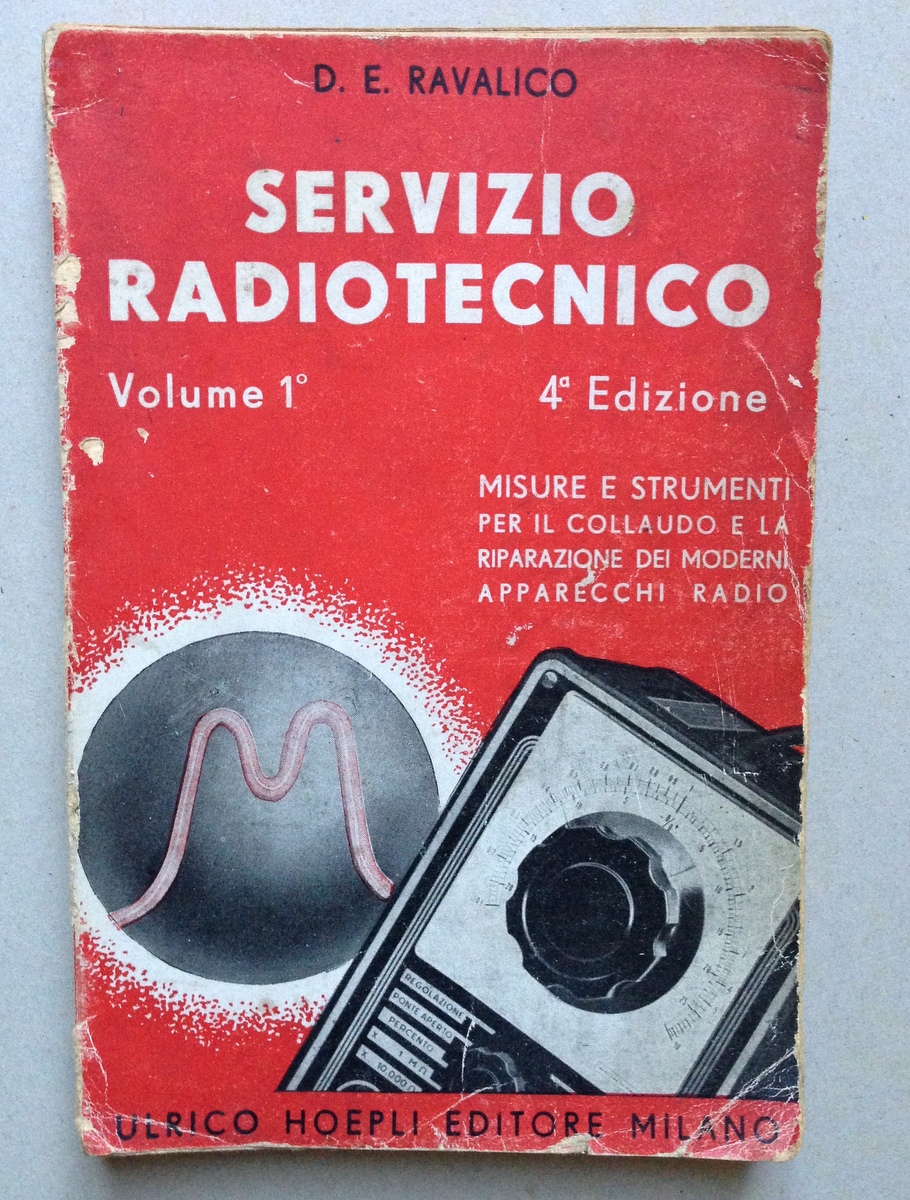 D. E. RAVALICO
SERVIZIO
RADIOTECNICO
Volume 1° 4ª Edizione
MISURE E STRUMENTI
PER IL COLLAUDO E LA
RIPARAZIONE DEI MODERNI
APPARECCHI RADIO
REGOLAZIONE
PONTE APERTO
PERCENTO
X 1 MΩ
X 10.000 Ω
ULRICO HOEPLI EDITORE MILANO